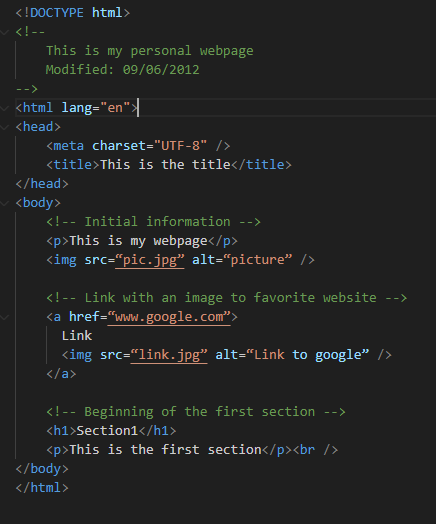 <!DOCTYPE html>
<!--
    This is my personal webpage
    Modified: 09/06/2012
-->
<html lang="en">
<head>
    <meta charset="UTF-8" />
    <title>This is the title</title>
</head>
<body>
    <!-- Initial information -->
    <p>This is my webpage</p>
    <img src=“pic.jpg” alt=“picture” />

    <!-- Link with an image to favorite website -->
    <a href=“www.google.com”>
      Link
      <img src=“link.jpg” alt=“Link to google” />
    </a>

    <!-- Beginning of the first section -->
    <h1>Section1</h1>
    <p>This is the first section</p><br />
</body>
</html>